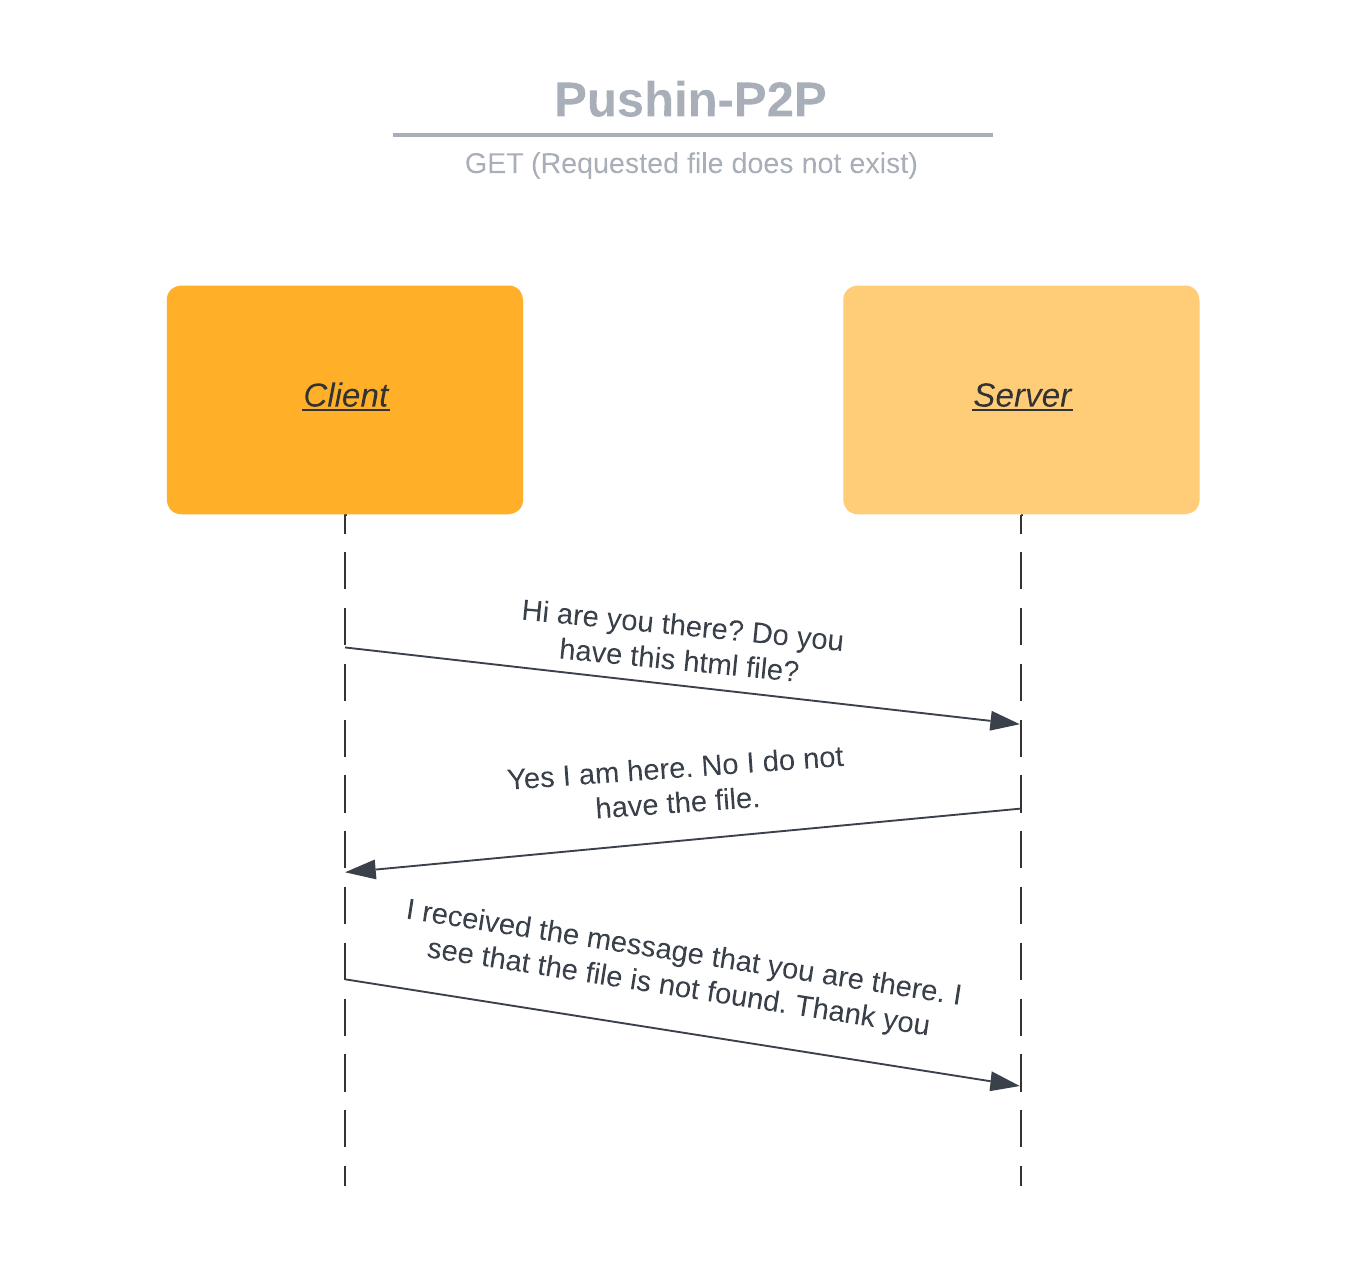 Pushin-P2P
GET (Requested file does not exist)
Client
Server
Hi are you there? Do you
have this html file?
Yes I am here. No I do not
have the file.
I received the message that you are there. I
see that the file is not found. Thank you